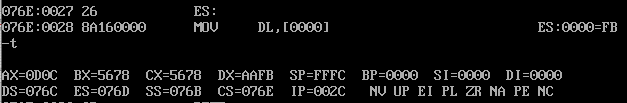 076E:0027 26            ES:
076E:0028 8A160000      MOV     DL,[0000]                          ES:0000=FB
-t
AX=0D0C  BX=5678  CX=5678  DX=AAFB  SP=FFFC  BP=0000  SI=0000  DI=0000
DS=076C  ES=076D  SS=076B  CS=076E  IP=002C   NV UP EI PL ZR NA PE NC